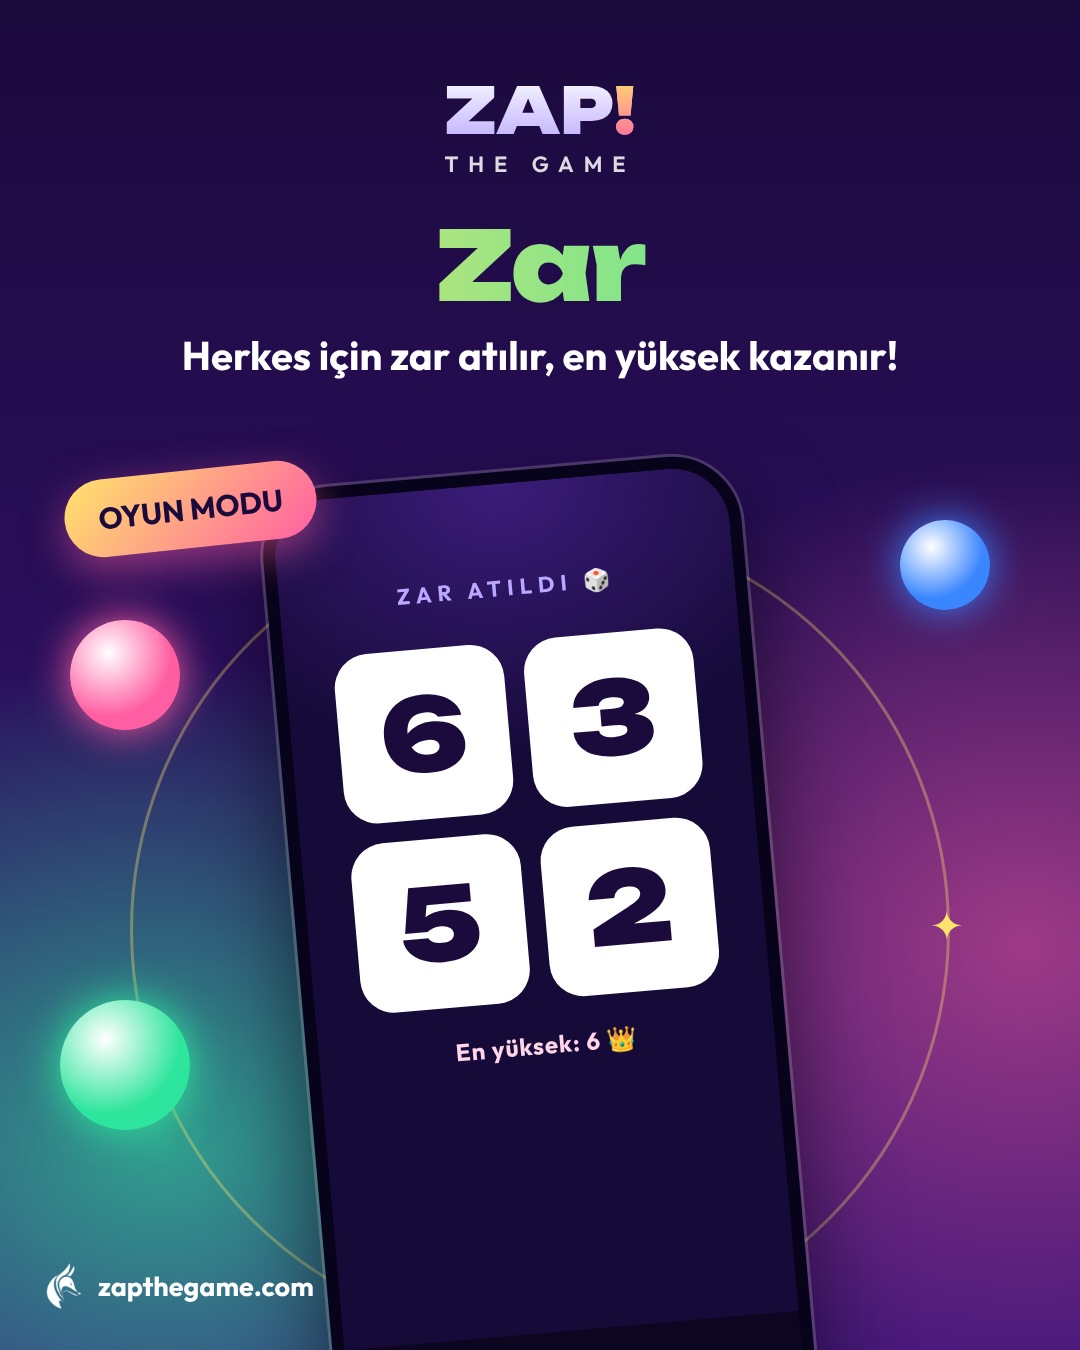 ZAP!
THE GAME
Zar
Herkes için zar atılır, en yüksek kazanır!
OYUN MODU
ZAR ATILDI 🎲
6 3
5 2
En yüksek: 6 👑
zapthegame.com